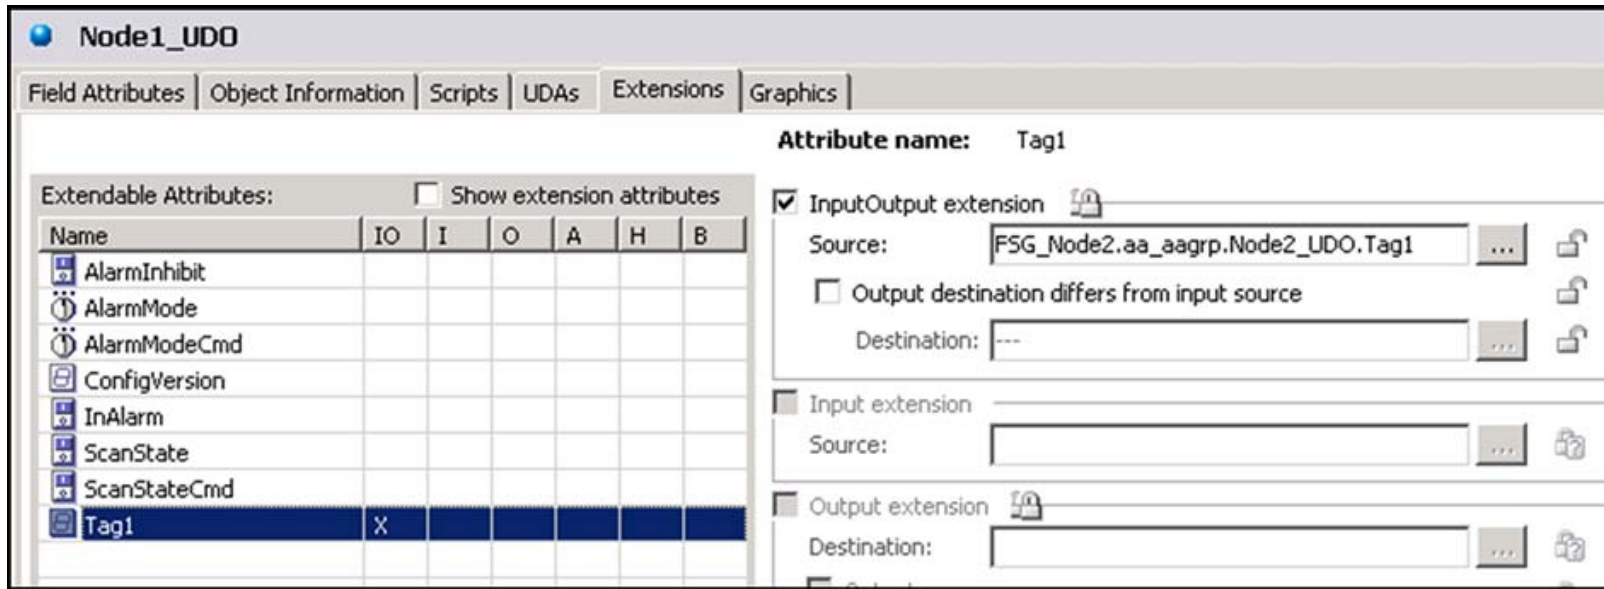 Node1_UDO
Field Attributes Object Information Scripts UDAs Extensions Graphics
Attribute name: Tag1
Extendable Attributes: Show extension attributes
Name IO I O A H B
AlarmInhibit
AlarmMode
AlarmModeCmd
ConfigVersion
InAlarm
ScanState
ScanStateCmd
Tag1 X
InputOutput extension
Source: FSG_Node2.aa_aagrp.Node2_UDO.Tag1 ...
Output destination differs from input source
Destination: --- ...
Input extension
Source: ...
Output extension
Destination: ...